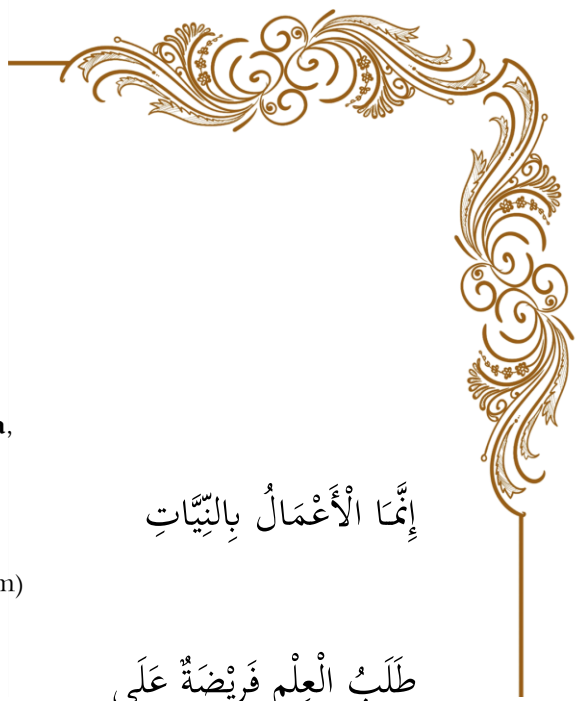 a,
إِنَّمَا الْأَعْمَالُ بِالنِّيَّاتِ
m)
طَلَبُ الْعِلْمِ فَرِيْضَةٌ عَلَى